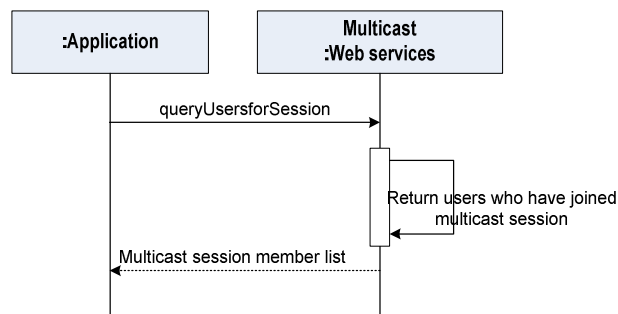 :Application
Multicast
:Web services
queryUsersforSession
Return users who have joined
multicast session
Multicast session member list